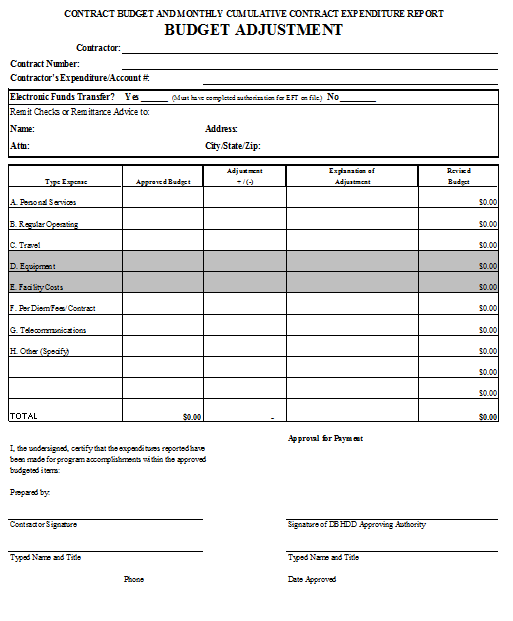 CONTRACT BUDGET AND MONTHLY CUMULATIVE CONTRACT EXPENDITURE REPORT
BUDGET ADJUSTMENT
Contractor:
Contract Number:
Contractor's Expenditure/Account #:
Electronic Funds Transfer? Yes (Must have completed authorization for EFT on file) No
Remit Checks or Remittance Advice to:
Name: Address:
Attn: City/State/Zip:
Adjustment Explanation of Revised
Type Expense Approved Budget + / (-) Adjustment Budget
A. Personal Services $0.00
B. Regular Operating $0.00
C. Travel $0.00
D. Equipment $0.00
E. Facility Costs $0.00
F. Per Diem/Fees/Contract $0.00
G. Telecommunications $0.00
H. Other (Specify) $0.00
$0.00
$0.00
TOTAL $0.00 - $0.00
Approval for Payment
I, the undersigned, certify that the expenditures reported have
been made for program accomplishments within the approved
budgeted items:
Prepared by:
Contractor Signature Signature of DBHDD Approving Authority
Typed Name and Title Typed Name and Title
Phone Date Approved